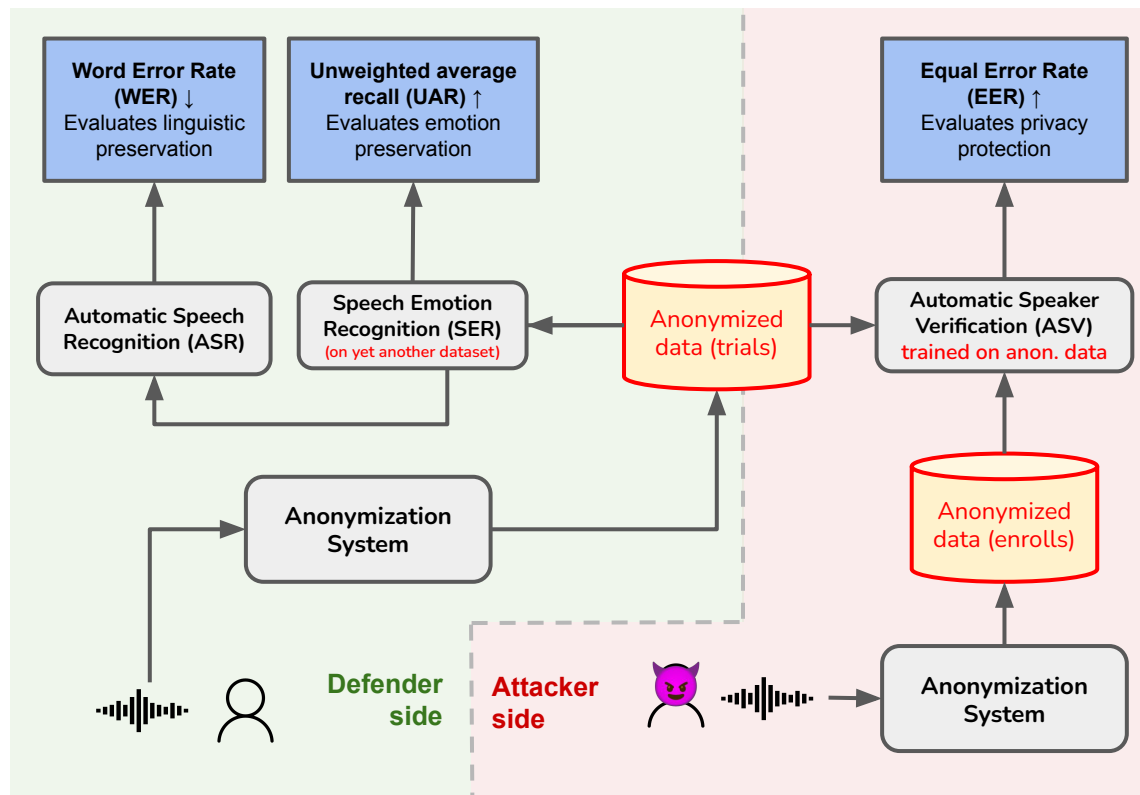 Word Error Rate
(WER) ↓
Evaluates linguistic
preservation
Unweighted average
recall (UAR) ↑
Evaluates emotion
preservation
Equal Error Rate
(EER) ↑
Evaluates privacy
protection
Automatic Speech
Recognition (ASR)
Speech Emotion
Recognition (SER)
(on yet another dataset)
Anonymized
data (trials)
Automatic Speaker
Verification (ASV)
trained on anon. data
Anonymization
System
Anonymized
data (enrolls)
Defender
side
Attacker
side
Anonymization
System